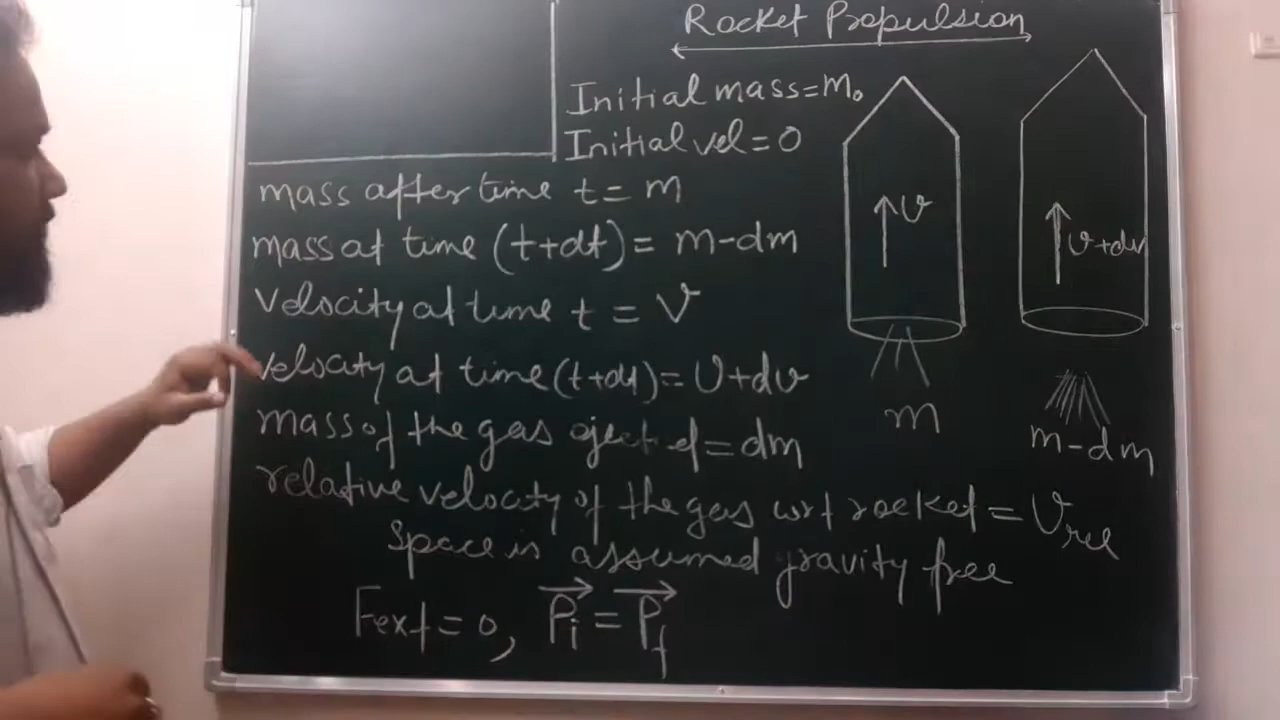 Rocket Propulsion
Initial mass = m₀
Initial vel = 0
mass after time t = m
mass at time (t+dt) = m-dm
Velocity at time t = v
velocity at time (t+dt) = v+dv
mass of the gas ejected = dm
relative velocity of the gas wrt rocket = vrel
Space is assumed gravity free
Fext = 0, P⃗i = P⃗f
v
m
v+dv
m-dm